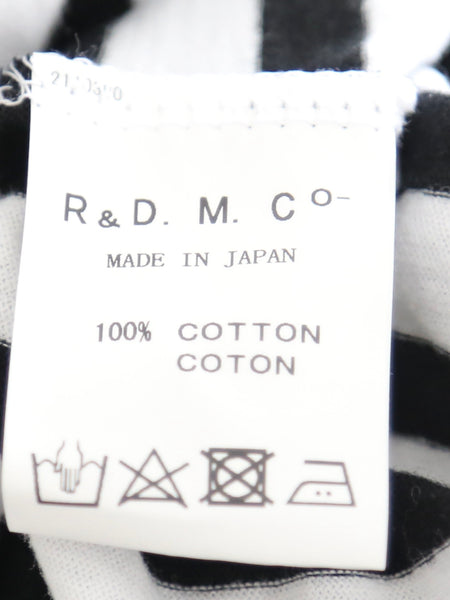 R & D. M. Co-
MADE IN JAPAN
100% COTTON
COTON